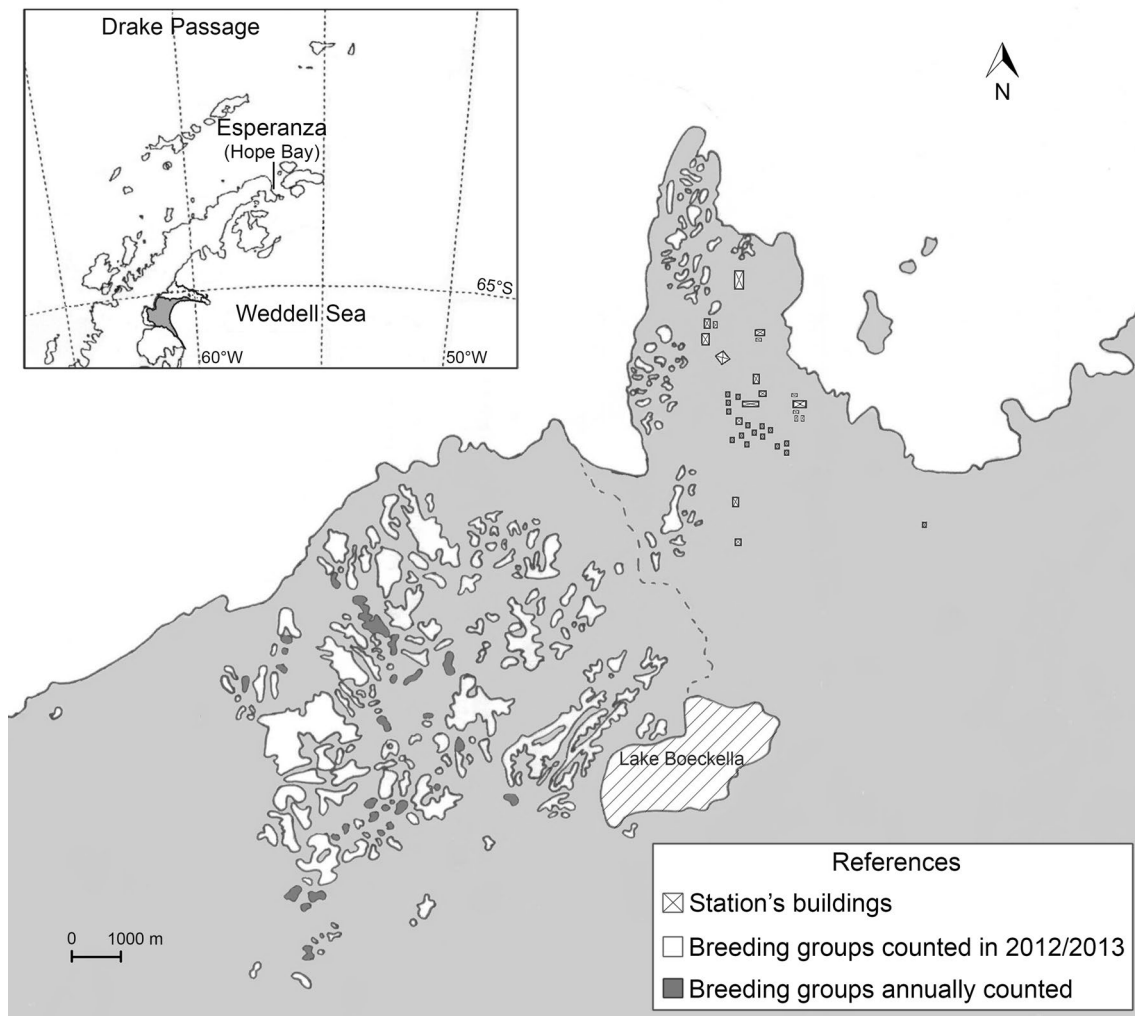 Drake Passage
Esperanza
(Hope Bay)
65°S
Weddell Sea
60°W
50°W
N
Lake Boeckella
0 1000 m
References
Station's buildings
Breeding groups counted in 2012/2013
Breeding groups annually counted